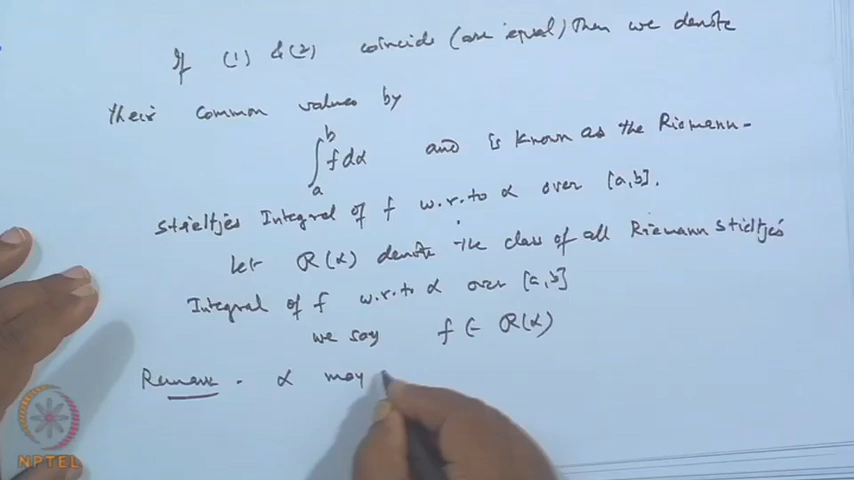 If (1) & (2) coincide (are equal) Then we denote
their common values by
∫_a^b f dα and is known as the Riemann-
Stieltjes Integral of f w.r.to α over [a,b].
Let R(α) denote the class of all Riemann Stieltjes
Integral of f w.r.to α over [a,b]
we say f ∈ R(α)
Remark. α may
NPTEL